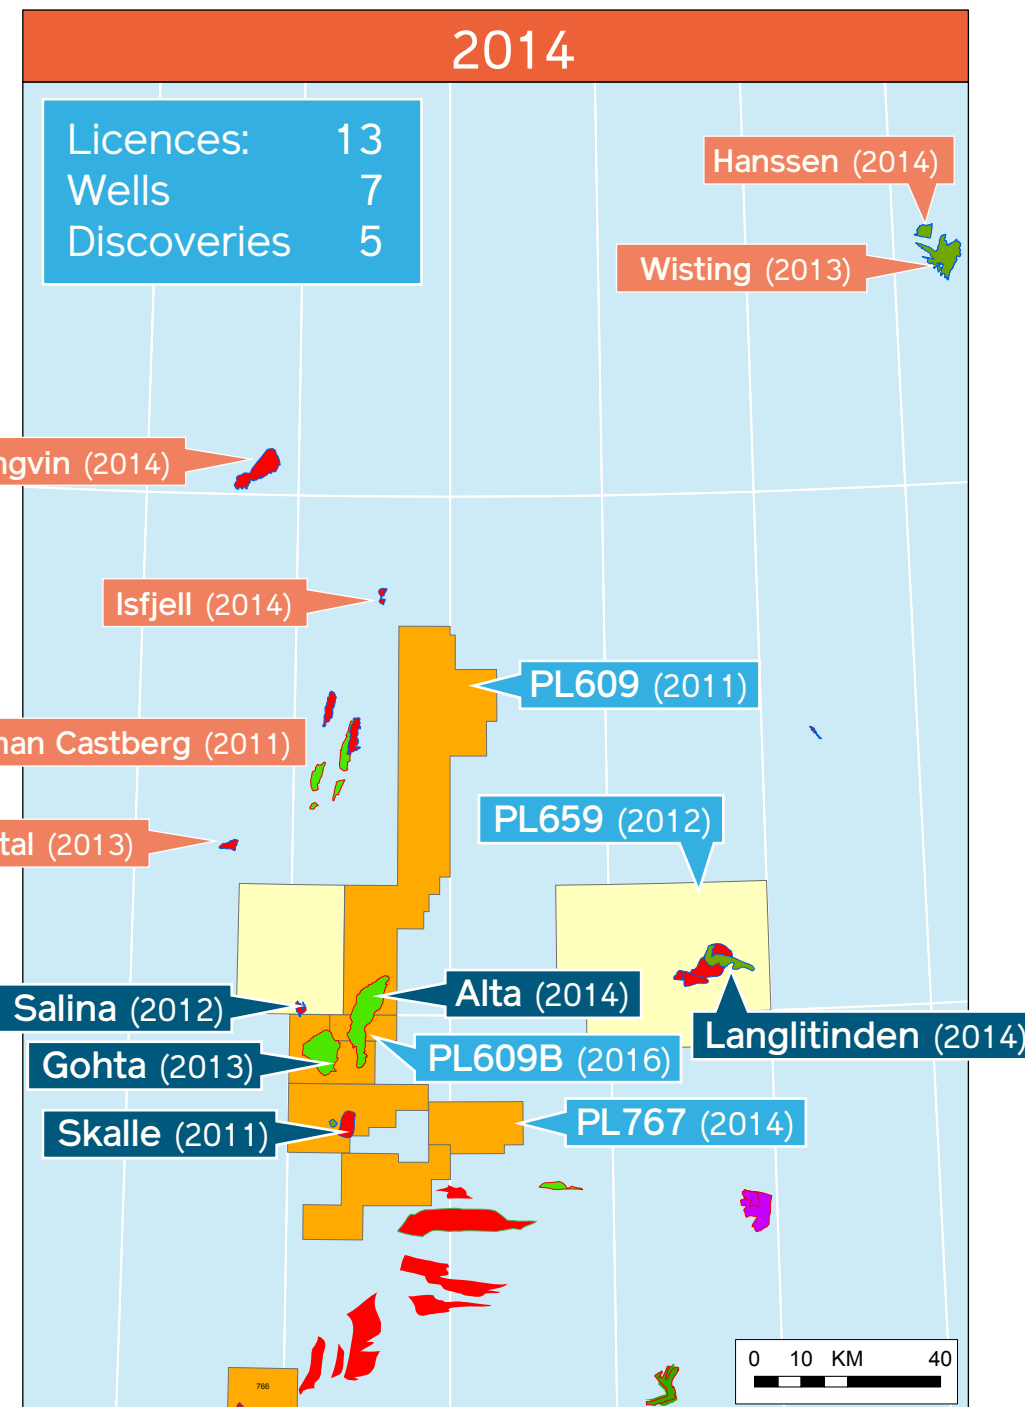 2014
Licences: 13
Wells 7
Discoveries 5
Hanssen (2014)
Wisting (2013)
ngvin (2014)
Isfjell (2014)
PL609 (2011)
han Castberg (2011)
PL659 (2012)
tal (2013)
Salina (2012)
Alta (2014)
Langlitinden (2014)
Gohta (2013)
PL609B (2016)
Skalle (2011)
PL767 (2014)
0 10 KM 40
766